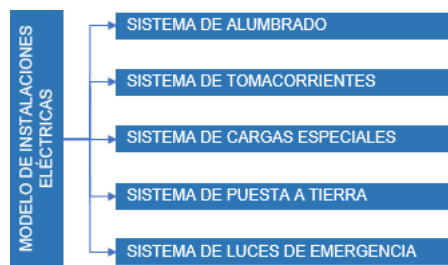 MODELO DE INSTALACIONES
ELÉCTRICAS
SISTEMA DE ALUMBRADO
SISTEMA DE TOMACORRIENTES
SISTEMA DE CARGAS ESPECIALES
SISTEMA DE PUESTA A TIERRA
SISTEMA DE LUCES DE EMERGENCIA